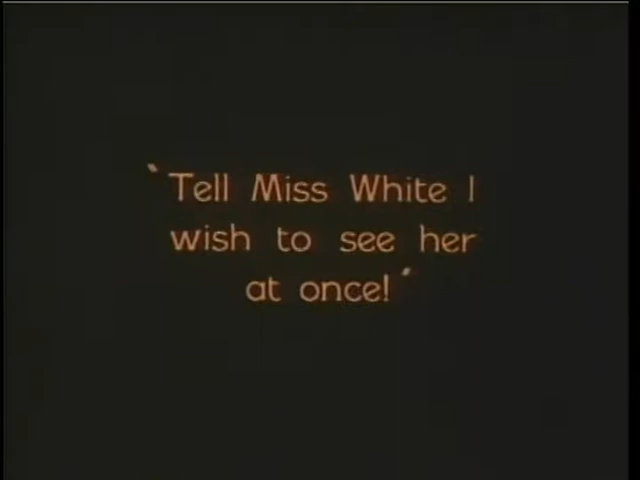 ‵Tell Miss White I
wish to see her
at once!′